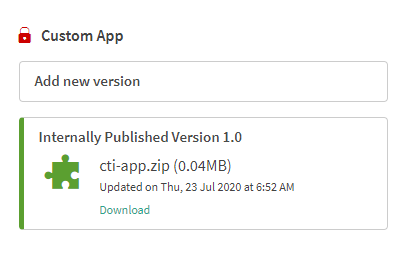 Custom App
Add new version
Internally Published Version 1.0
cti-app.zip (0.04MB)
Updated on Thu, 23 Jul 2020 at 6:52 AM
Download